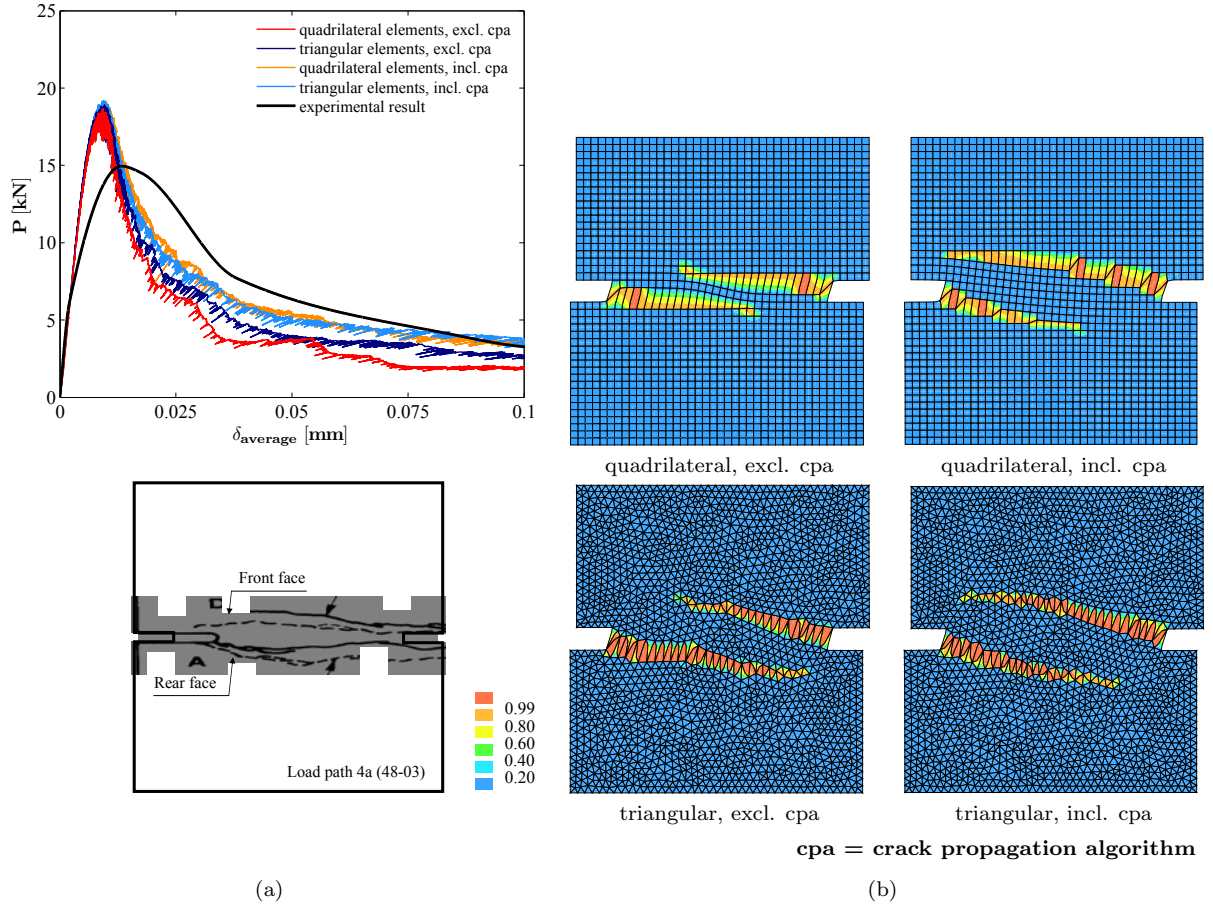 25
20
15
10
5
0
P [kN]
quadrilateral elements, excl. cpa
triangular elements, excl. cpa
quadrilateral elements, incl. cpa
triangular elements, incl. cpa
experimental result
0
0.025
0.05
0.075
0.1
δaverage [mm]
Front face
D
A
Rear face
Load path 4a (48-03)
0.99
0.80
0.60
0.40
0.20
quadrilateral, excl. cpa
quadrilateral, incl. cpa
triangular, excl. cpa
triangular, incl. cpa
cpa = crack propagation algorithm
(a)
(b)